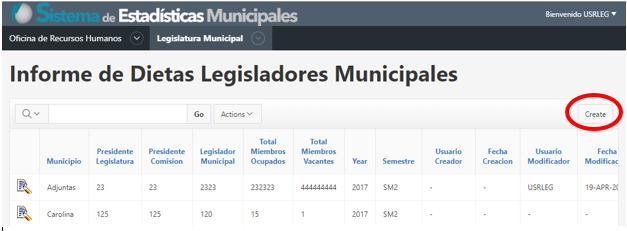 Sistema de Estadísticas Municipales
Bienvenido USRLEG
Oficina de Recursos Humanos Legislatura Municipal
Informe de Dietas Legisladores Municipales
Go Actions Create
Municipio Presidente Legislatura Presidente Comision Legislador Municipal Total Miembros Ocupados Total Miembros Vacantes Year Semestre Usuario Creador Fecha Creacion Usuario Modificador Fecha
Adjuntas 23 23 2323 232323 444444444 2017 SM2 - - USRLEG 19-APR-20
Carolina 125 125 120 15 1 2017 SM2 - - - -